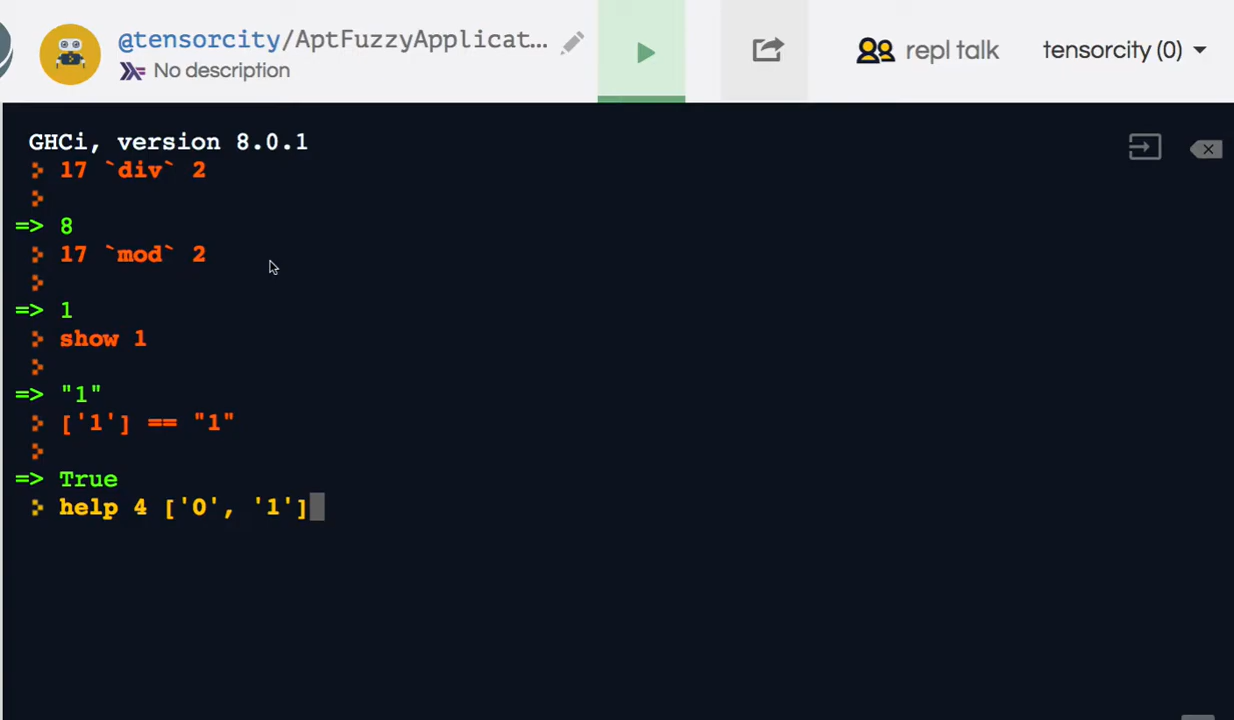 @tensorcity/AptFuzzyApplicat...
No description
repl talk
tensorcity (0)
GHCi, version 8.0.1
17 `div` 2
=> 8
17 `mod` 2
=> 1
show 1
=> "1"
['1'] == "1"
=> True
help 4 ['0', '1']